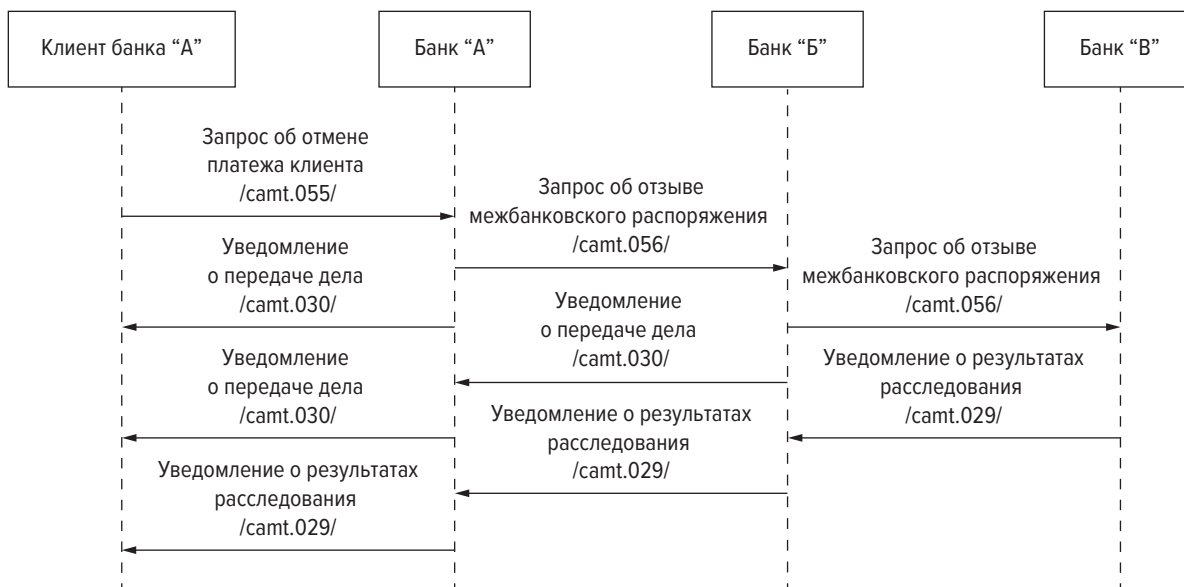 Клиент банка “А”
Банк “А”
Банк “Б”
Банк “В”
Запрос об отмене
платежа клиента
/camt.055/
Запрос об отзыве
межбанковского распоряжения
/camt.056/
Уведомление
о передаче дела
/camt.030/
Запрос об отзыве
межбанковского распоряжения
/camt.056/
Уведомление
о передаче дела
/camt.030/
Уведомление
о передаче дела
/camt.030/
Уведомление о результатах
расследования
/camt.029/
Уведомление о результатах
расследования
/camt.029/
Уведомление о результатах
расследования
/camt.029/